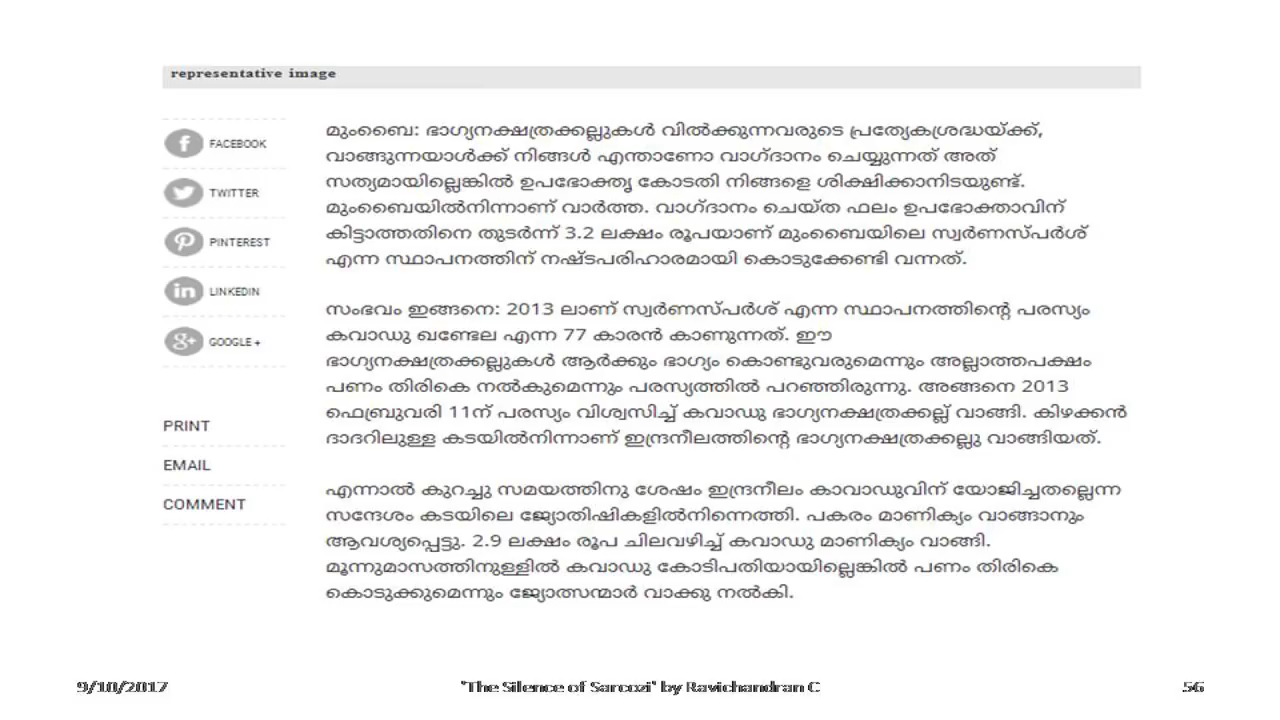 representative image
FACEBOOK
TWITTER
PINTEREST
LINKEDIN
GOOGLE +
PRINT
EMAIL
COMMENT
മുംബൈ: ഭാഗ്യനക്ഷത്രക്കല്ലുകൾ വിൽക്കുന്നവരുടെ പ്രത്യേകശ്രദ്ധയ്ക്ക്,
വാങ്ങുന്നയാൾക്ക് നിങ്ങൾ എന്താണോ വാഗ്ദാനം ചെയ്യുന്നത് അത്
സത്യമായില്ലെങ്കിൽ ഉപഭോക്തൃ കോടതി നിങ്ങളെ ശിക്ഷിക്കാനിടയുണ്ട്.
മുംബൈയിൽനിന്നാണ് വാർത്ത. വാഗ്ദാനം ചെയ്ത ഫലം ഉപഭോക്താവിന്
കിട്ടാത്തതിനെ തുടർന്ന് 3.2 ലക്ഷം രൂപയാണ് മുംബൈയിലെ സ്വർണസ്പർശ്
എന്ന സ്ഥാപനത്തിന് നഷ്ടപരിഹാരമായി കൊടുക്കേണ്ടി വന്നത്.
സംഭവം ഇങ്ങനെ: 2013 ലാണ് സ്വർണസ്പർശ് എന്ന സ്ഥാപനത്തിന്റെ പരസ്യം
കവാഡു ഖണ്ടേല എന്ന 77 കാരൻ കാണുന്നത്. ഈ
ഭാഗ്യനക്ഷത്രക്കല്ലുകൾ ആർക്കും ഭാഗ്യം കൊണ്ടുവരുമെന്നും അല്ലാത്തപക്ഷം
പണം തിരികെ നൽകുമെന്നും പരസ്യത്തിൽ പറഞ്ഞിരുന്നു. അങ്ങനെ 2013
ഫെബ്രുവരി 11ന് പരസ്യം വിശ്വസിച്ച് കവാഡു ഭാഗ്യനക്ഷത്രക്കല്ല് വാങ്ങി. കിഴക്കൻ
ദാദറിലുള്ള കടയിൽനിന്നാണ് ഇന്ദ്രനീലത്തിന്റെ ഭാഗ്യനക്ഷത്രക്കല്ലു വാങ്ങിയത്.
എന്നാൽ കുറച്ചു സമയത്തിനു ശേഷം ഇന്ദ്രനീലം കാവാഡുവിന് യോജിച്ചതല്ലെന്ന
സന്ദേശം കടയിലെ ജ്യോതിഷികളിൽനിന്നെത്തി. പകരം മാണിക്യം വാങ്ങാനും
ആവശ്യപ്പെട്ടു. 2.9 ലക്ഷം രൂപ ചിലവഴിച്ച് കവാഡു മാണിക്യം വാങ്ങി.
മൂന്നുമാസത്തിനുള്ളിൽ കവാഡു കോടിപതിയായില്ലെങ്കിൽ പണം തിരികെ
കൊടുക്കുമെന്നും ജ്യോത്സന്മാർ വാക്കു നൽകി.
9/10/2017
"The Silence of Sarcozi" by Ravichandran C
56